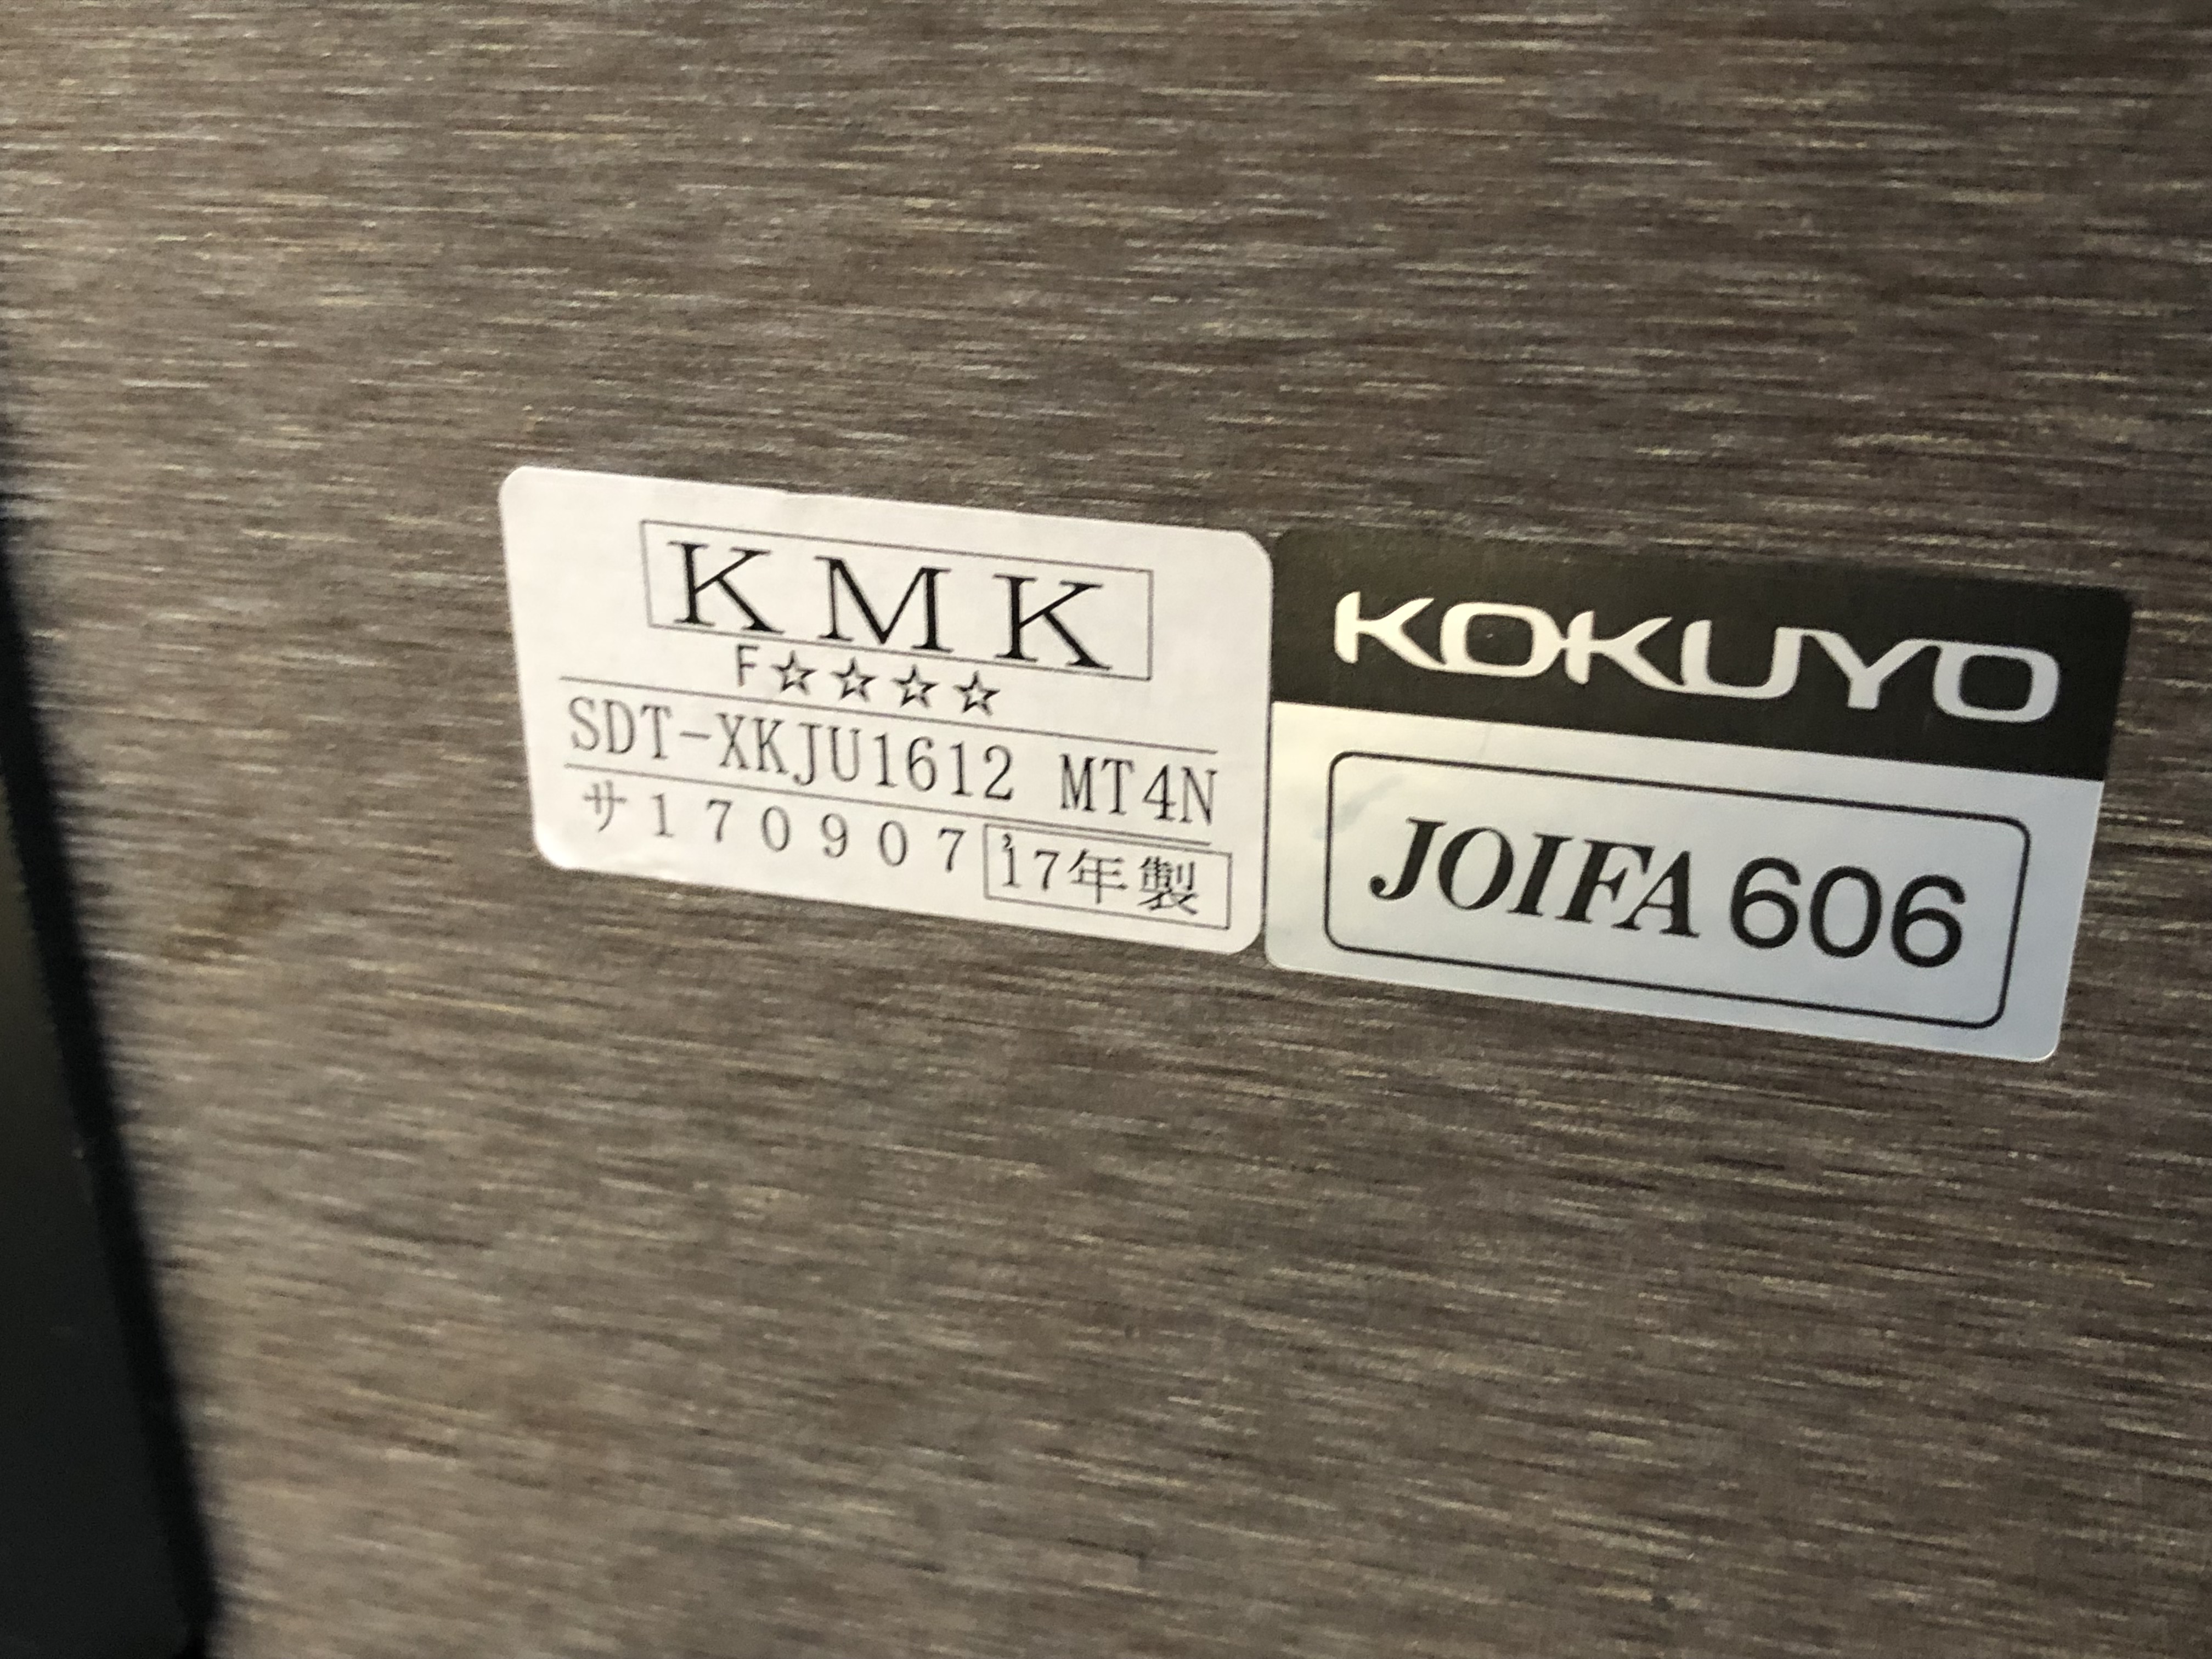 KMK
F☆☆☆☆
SDT-XKJU1612 MT4N
サ170907 '17年製
KOKUYO
JOIFA 606